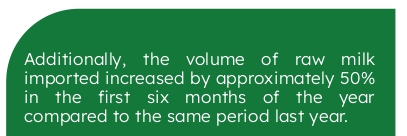 Additionally, the volume of raw milk
imported increased by approximately 50%
in the first six months of the year
compared to the same period last year.